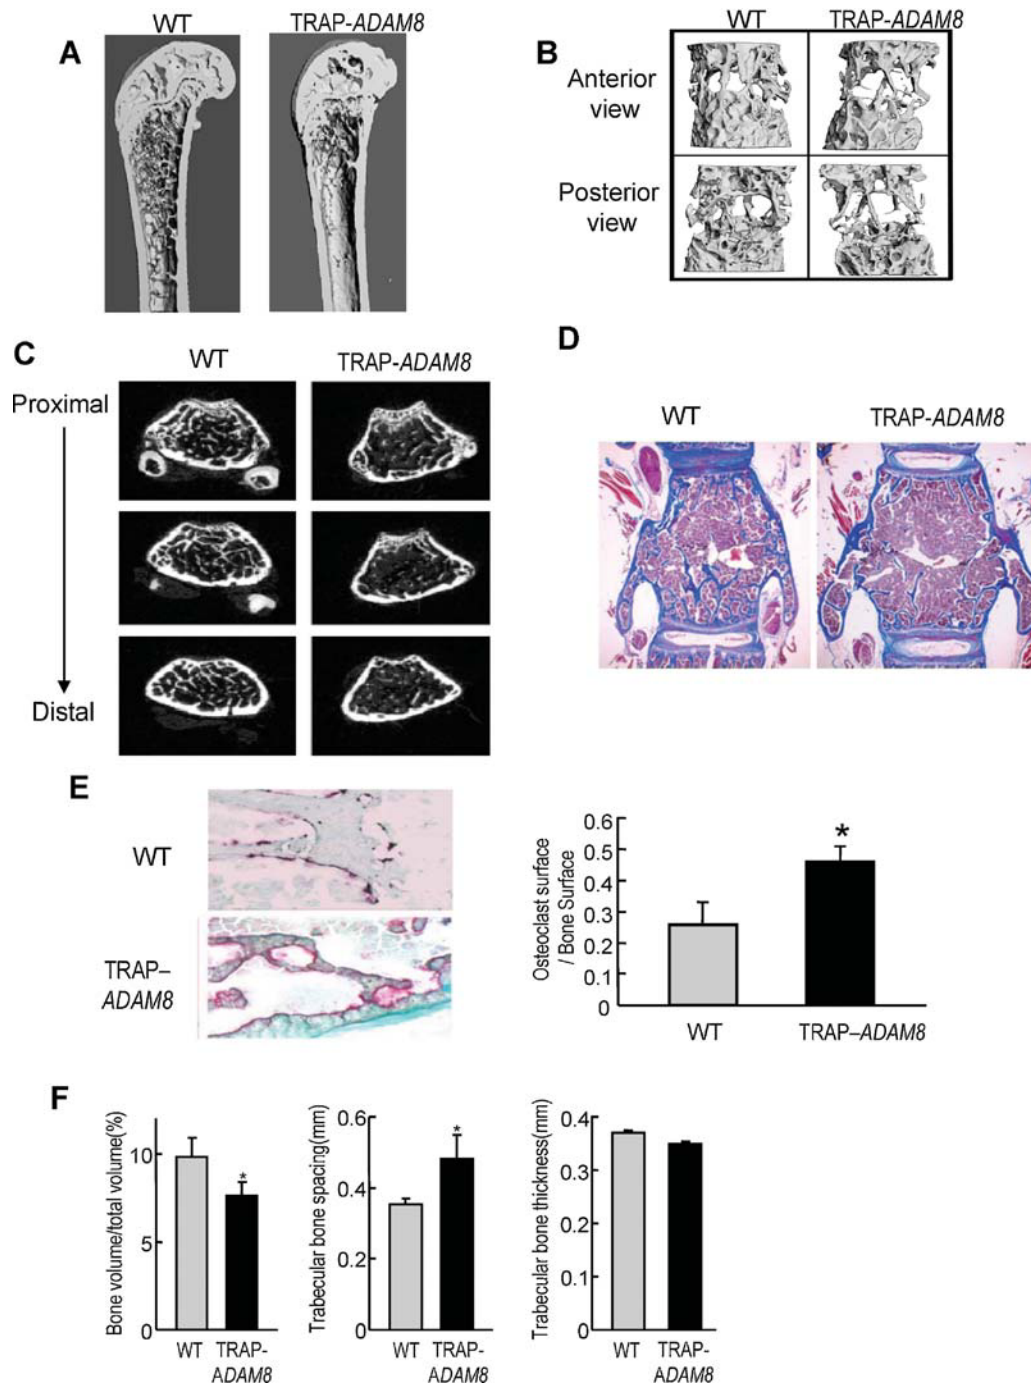 A
WT
TRAP-ADAM8
B
WT
TRAP-ADAM8
Anterior
view
Posterior
view
C
WT
TRAP-ADAM8
Proximal
Distal
D
WT
TRAP-ADAM8
E
WT
TRAP–
ADAM8
Osteoclast surface
/ Bone Surface
0.6
0.5
0.3
0.2
0.1
0
*
WT
TRAP–ADAM8
F
Bone volume/total volume(%)
10
5
0
*
WT
TRAP-
ADAM8
Trabecular bone spacing(mm)
0.6
0.4
0.2
0
*
WT
TRAP-
ADAM8
Trabecular bone thickness(mm)
0.4
0.3
0.2
0.1
0
WT
TRAP-
ADAM8